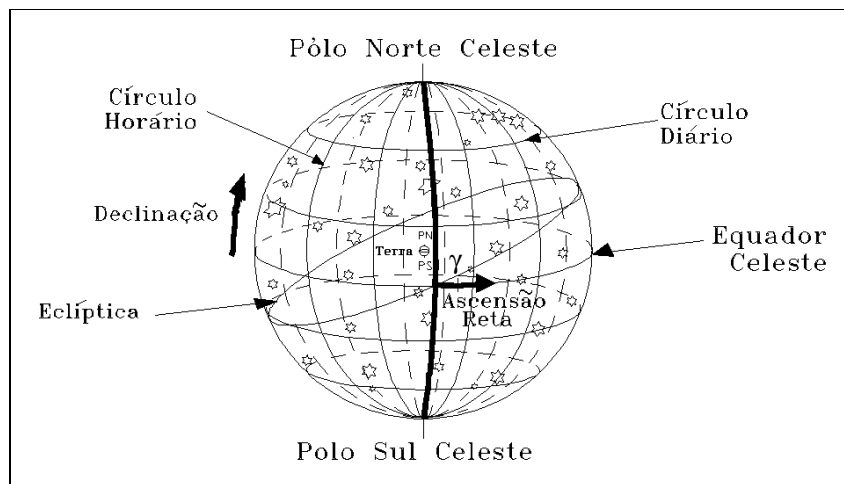 Pólo Norte Celeste
Círculo
Horário
Círculo
Diário
Declinação
PN
Terra
PS
γ
Equador
Celeste
Ascensão
Reta
Eclíptica
Polo Sul Celeste